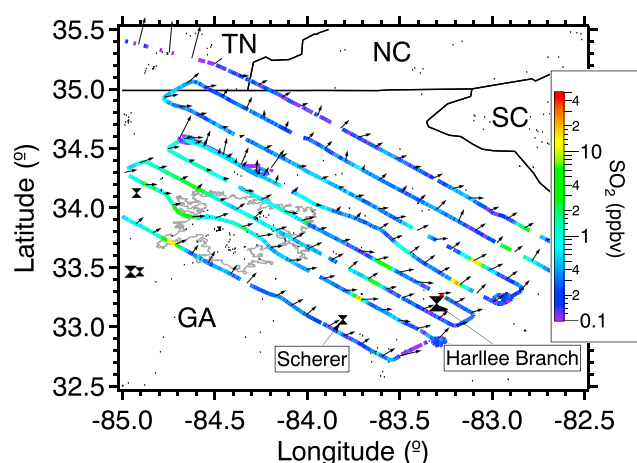 35.5
35.0
34.5
34.0
33.5
33.0
32.5
Latitude (º)
TN
NC
SC
GA
Scherer
Harllee Branch
4
2
10
4
2
1
4
2
0.1
SO2 (ppbv)
-85.0
-84.5
-84.0
-83.5
-83.0
-82.5
Longitude (º)